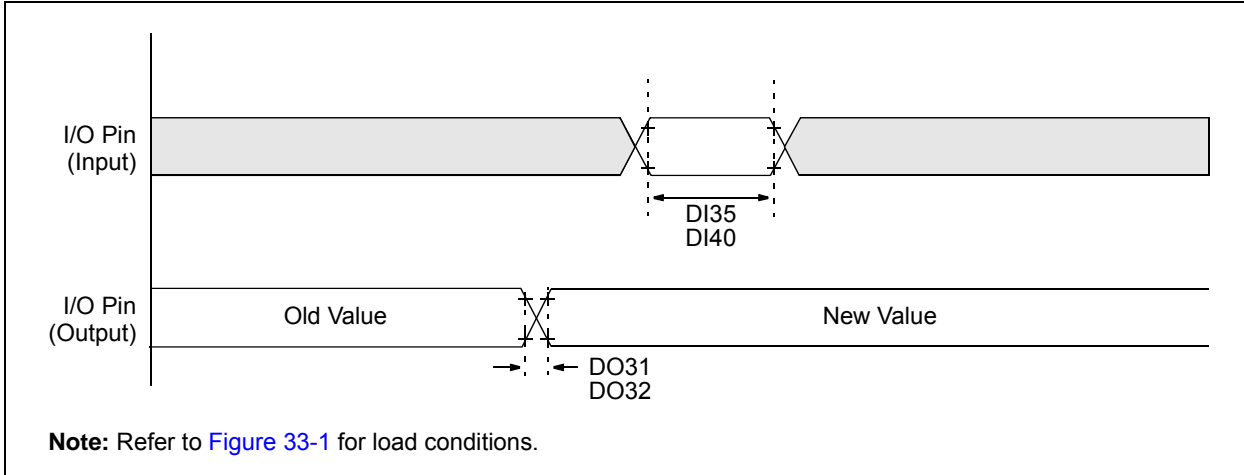 I/O Pin
(Input)
DI35
DI40
I/O Pin
(Output)
Old Value
New Value
DO31
DO32
Note: Refer to Figure 33-1 for load conditions.